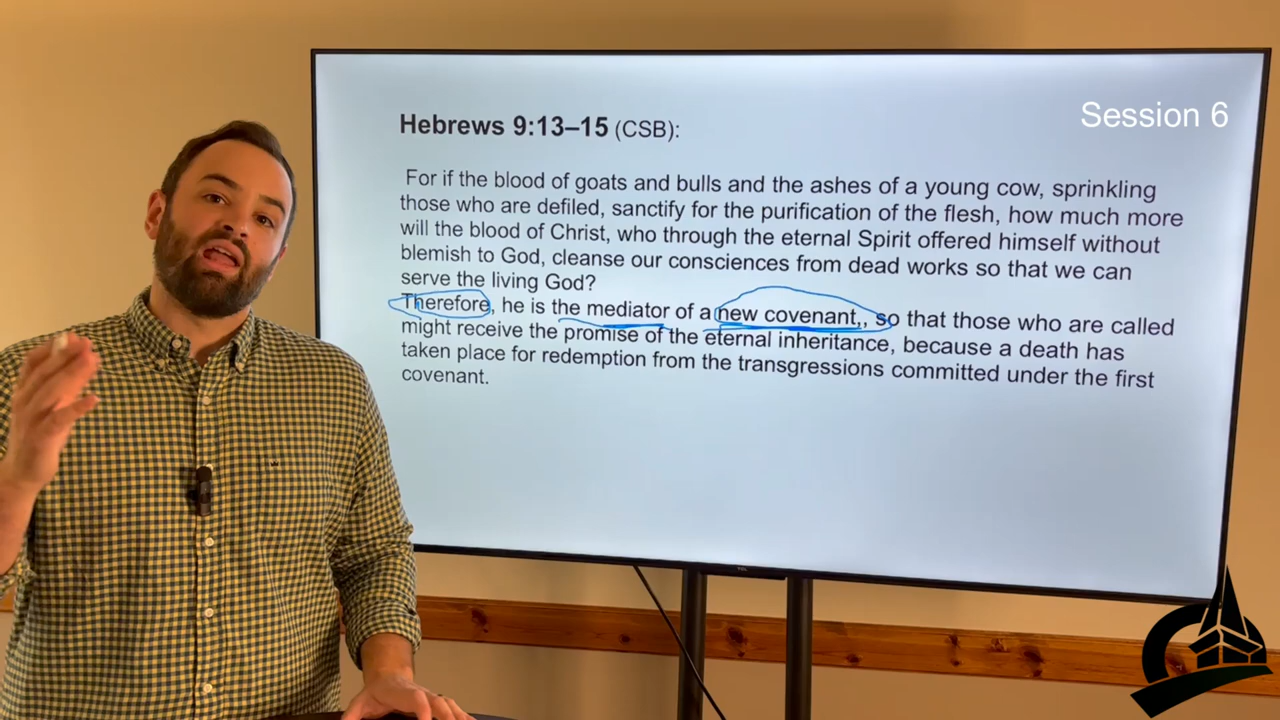 Session 6
Hebrews 9:13–15 (CSB):
For if the blood of goats and bulls and the ashes of a young cow, sprinkling
those who are defiled, sanctify for the purification of the flesh, how much more
will the blood of Christ, who through the eternal Spirit offered himself without
blemish to God, cleanse our consciences from dead works so that we can
serve the living God?
Therefore, he is the mediator of a new covenant,, so that those who are called
might receive the promise of the eternal inheritance, because a death has
taken place for redemption from the transgressions committed under the first
covenant.
TCL